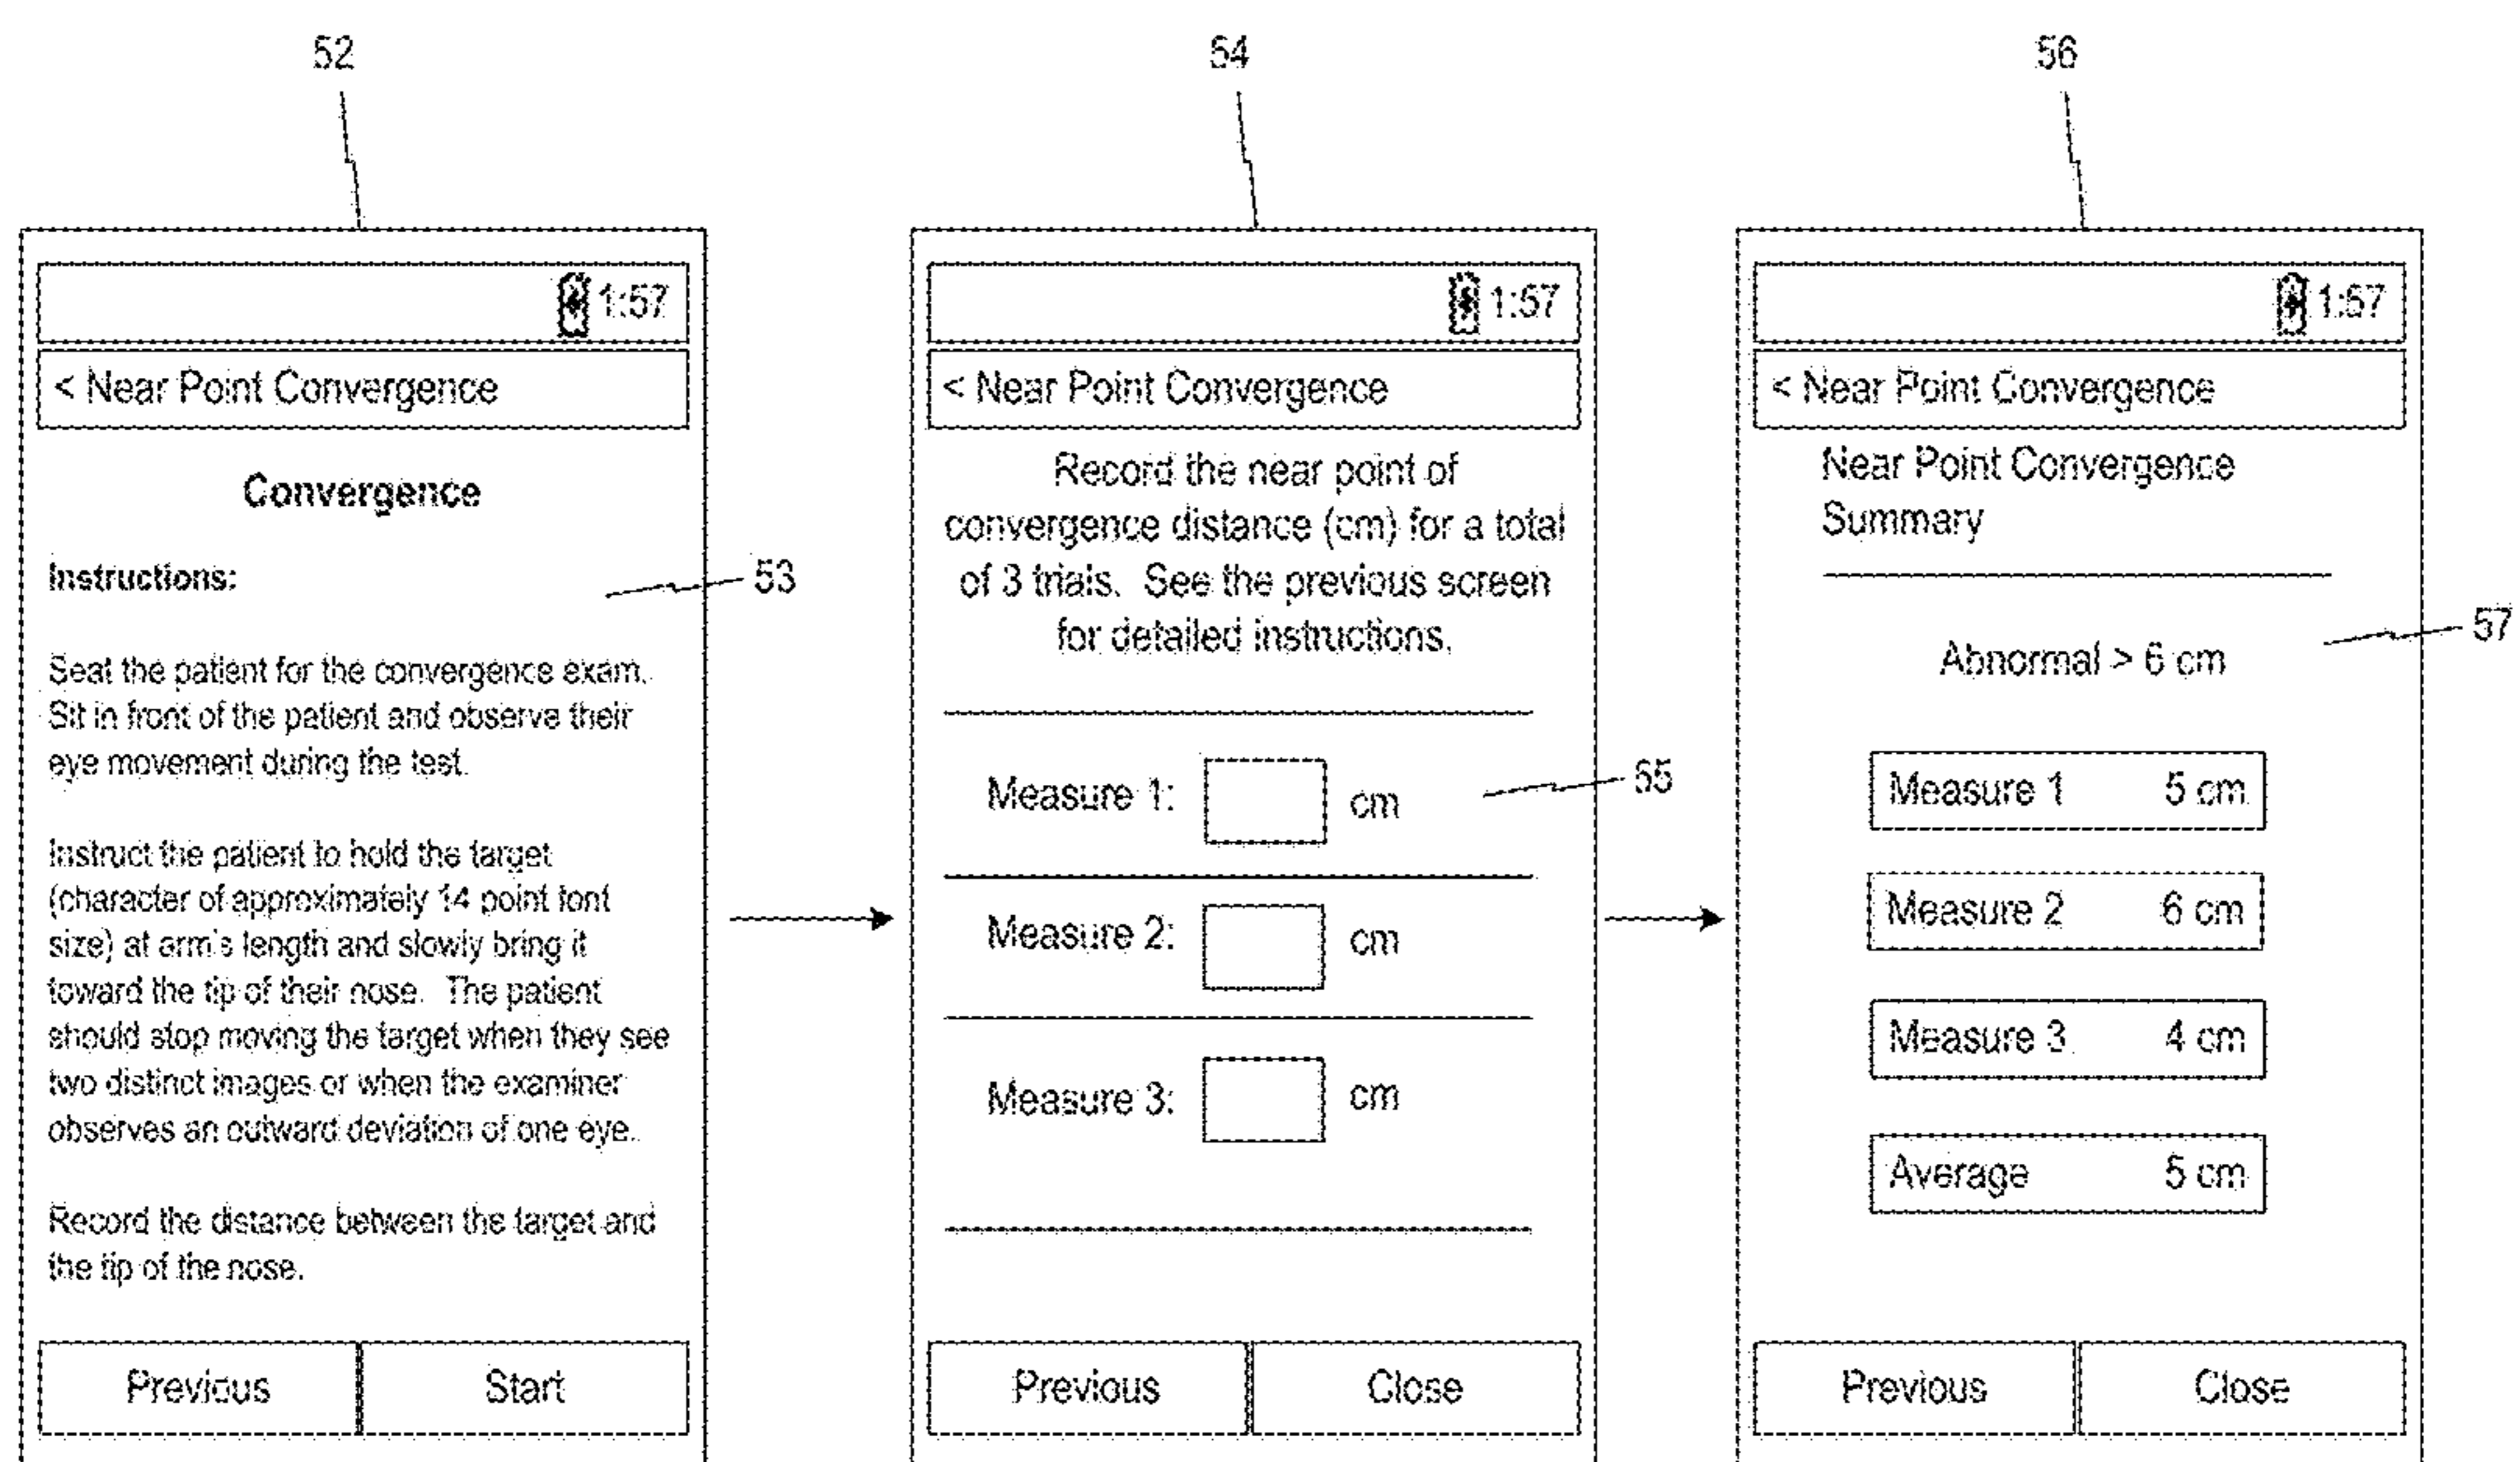 52
54
56
1:57
< Near Point Convergence
Convergence
Instructions:
53
Seat the patient for the convergence exam.
Sit in front of the patient and observe their
eye movement during the test.
Instruct the patient to hold the target
(character of approximately 14 point font
size) at arm's length and slowly bring it
toward the tip of their nose. The patient
should stop moving the target when they see
two distinct images or when the examiner
observes an outward deviation of one eye.
Record the distance between the target and
the tip of the nose.
Previous Start
1:57
< Near Point Convergence
Record the near point of
convergence distance (cm) for a total
of 3 trials. See the previous screen
for detailed instructions.
Measure 1: cm
55
Measure 2: cm
Measure 3: cm
Previous Close
1:57
< Near Point Convergence
Near Point Convergence
Summary
57
Abnormal > 6 cm
Measure 1 5 cm
Measure 2 6 cm
Measure 3 4 cm
Average 5 cm
Previous Close